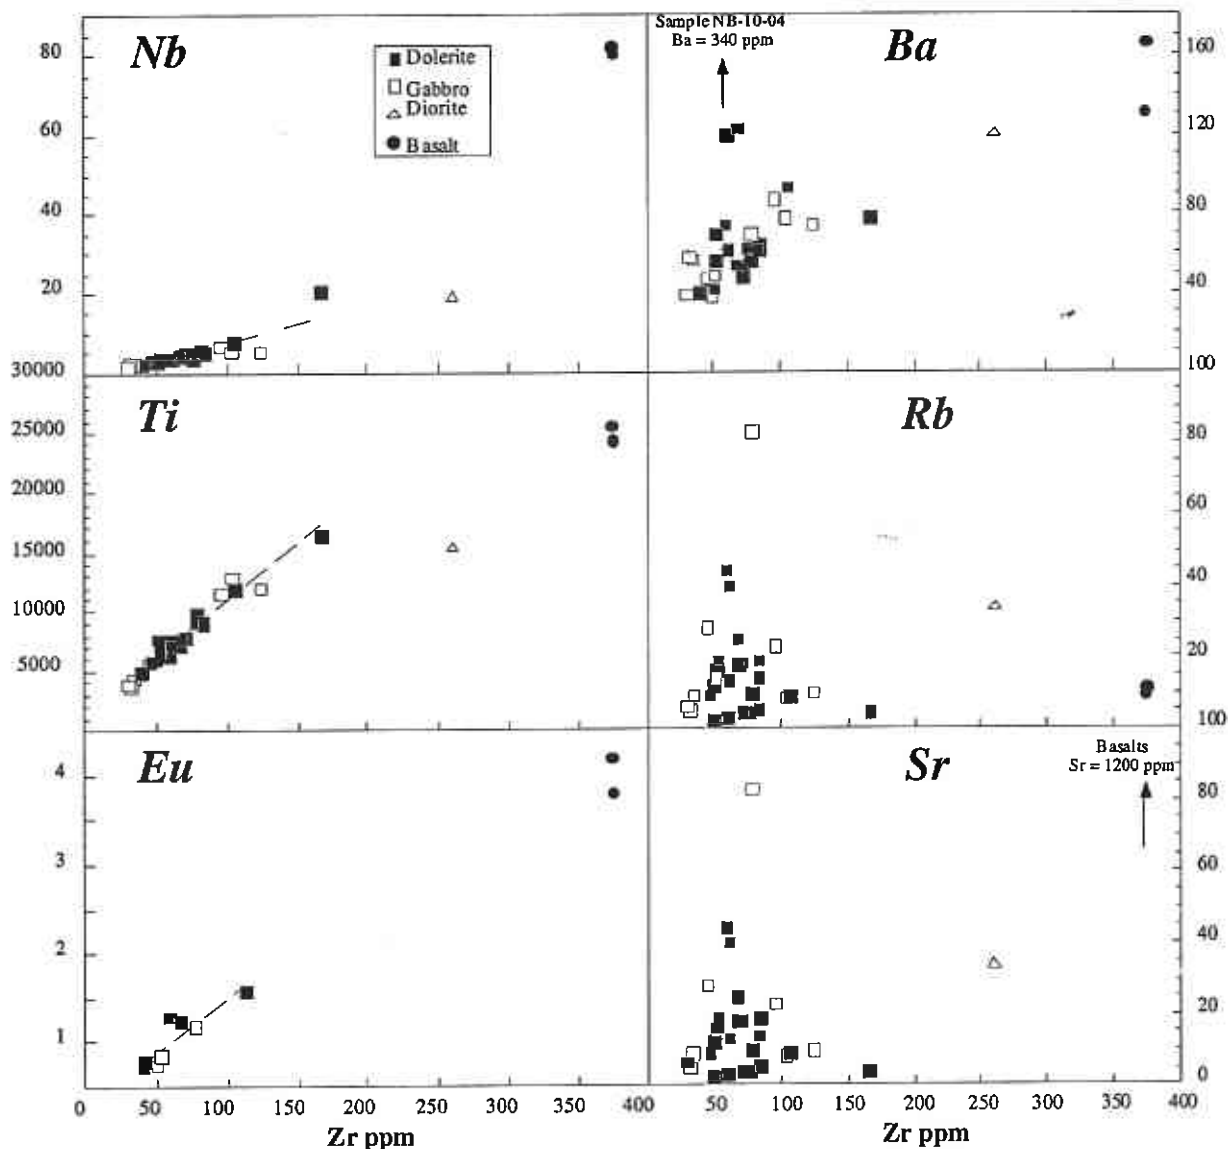 Nb
80
60
40
20
30000
Dolerite
Gabbro
Diorite
Basalt
Sample NB-10-04
Ba = 340 ppm
Ba
160
120
80
40
100
Ti
25000
20000
15000
10000
5000
Rb
80
60
40
20
100
Eu
4
3
2
1
Sr
Basalts
Sr = 1200 ppm
80
60
40
20
0
0 50 100 150 200 250 300 350 400
Zr ppm
50 100 150 200 250 300 350 400
Zr ppm